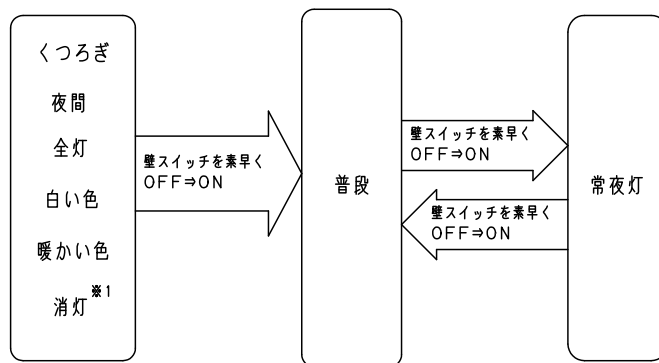 くつろぎ
夜間
全灯
白い色
暖かい色
消灯※1
壁スイッチを素早く
OFF⇒ON
普段
壁スイッチを素早く
OFF⇒ON
壁スイッチを素早く
OFF⇒ON
常夜灯